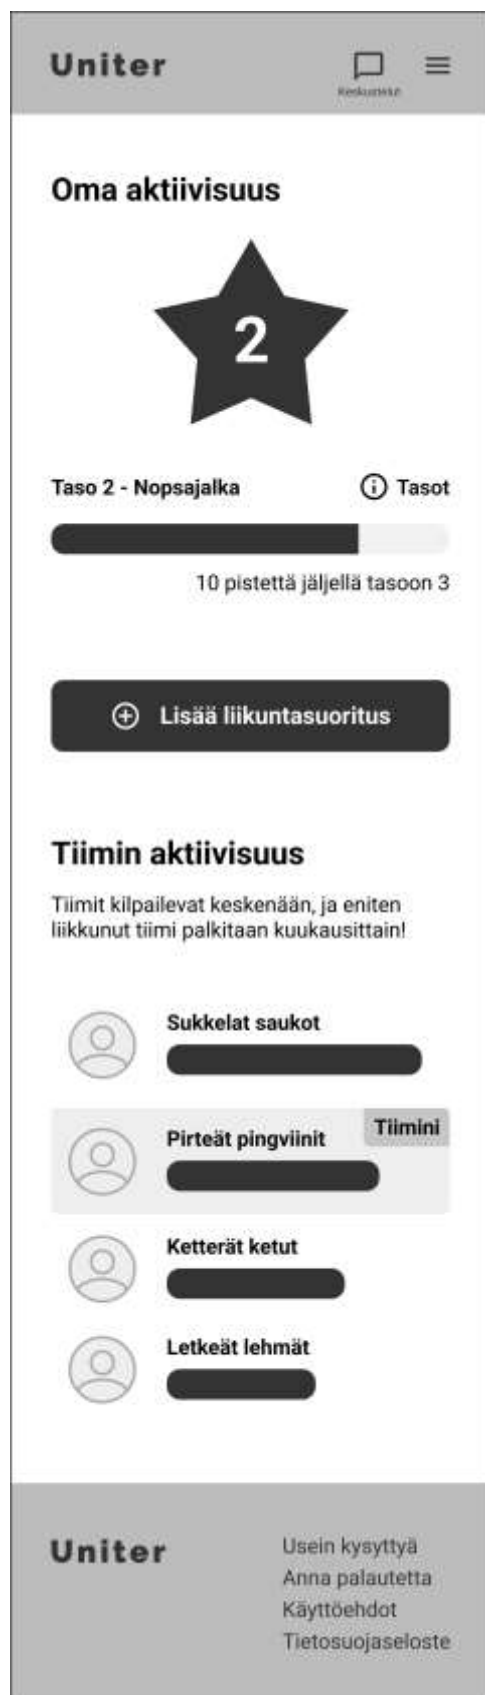 Uniter
Keskustelut
Oma aktiivisuus
2
Taso 2 - Nopsajalka
Tasot
10 pistettä jäljellä tasoon 3
Lisää liikuntasuoritus
Tiimin aktiivisuus
Tiimit kilpailevat keskenään, ja eniten
liikkunut tiimi palkitaan kuukausittain!
Sukkelat saukot
Tiimini
Pirteät pingviinit
Ketterät ketut
Letkeät lehmät
Uniter
Usein kysyttyä
Anna palautetta
Käyttöehdot
Tietosuojaseloste